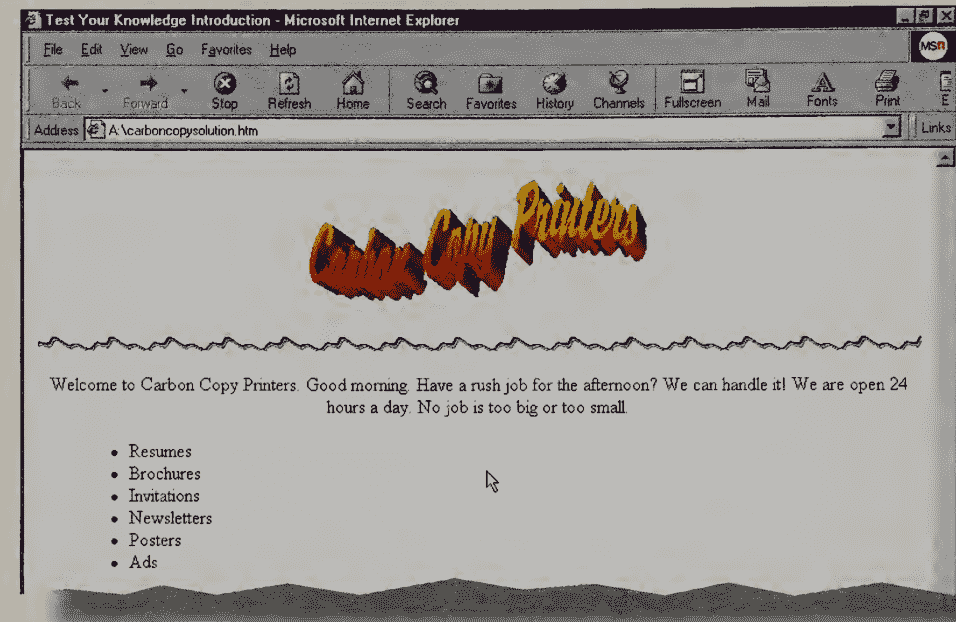 Test Your Knowledge Introduction - Microsoft Internet Explorer
File Edit View Go Favorites Help
MSN
Back Forward Stop Refresh Home Search Favorites History Channels Fullscreen Mail Fonts Print E
Address A:\carboncopysolution.htm Links
Carbon Copy Printers
Welcome to Carbon Copy Printers. Good morning. Have a rush job for the afternoon? We can handle it! We are open 24
hours a day. No job is too big or too small.
• Resumes
• Brochures
• Invitations
• Newsletters
• Posters
• Ads